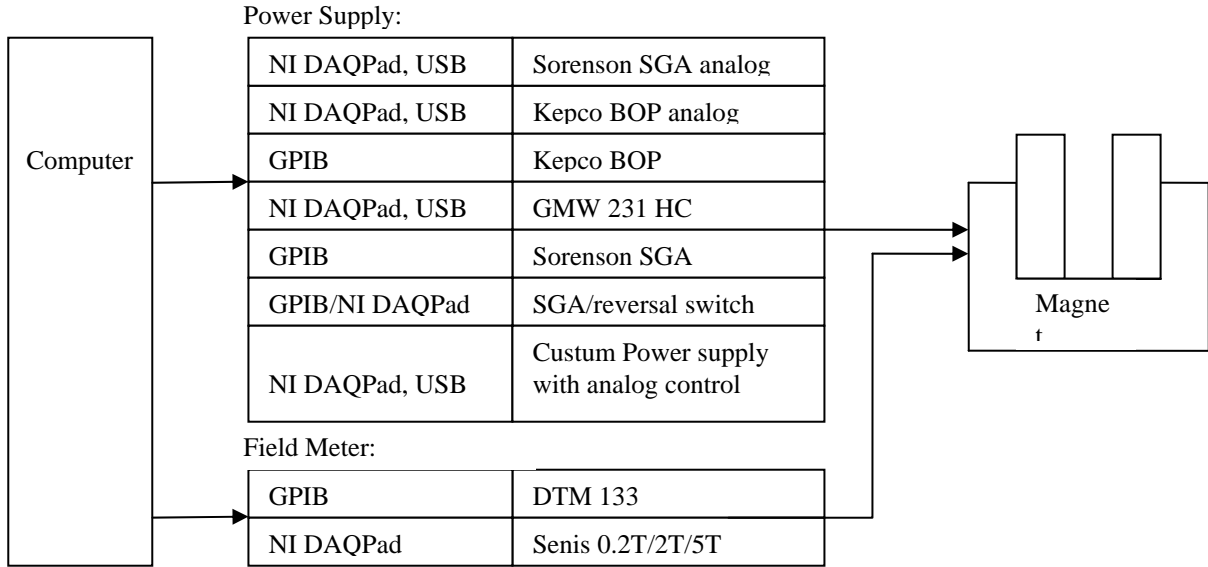 Power Supply:
NI DAQPad, USB Sorenson SGA analog
NI DAQPad, USB Kepco BOP analog
Computer
GPIB Kepco BOP
NI DAQPad, USB GMW 231 HC
GPIB Sorenson SGA
GPIB/NI DAQPad SGA/reversal switch
Custum Power supply
NI DAQPad, USB with analog control
Magne
t
Field Meter:
GPIB DTM 133
NI DAQPad Senis 0.2T/2T/5T